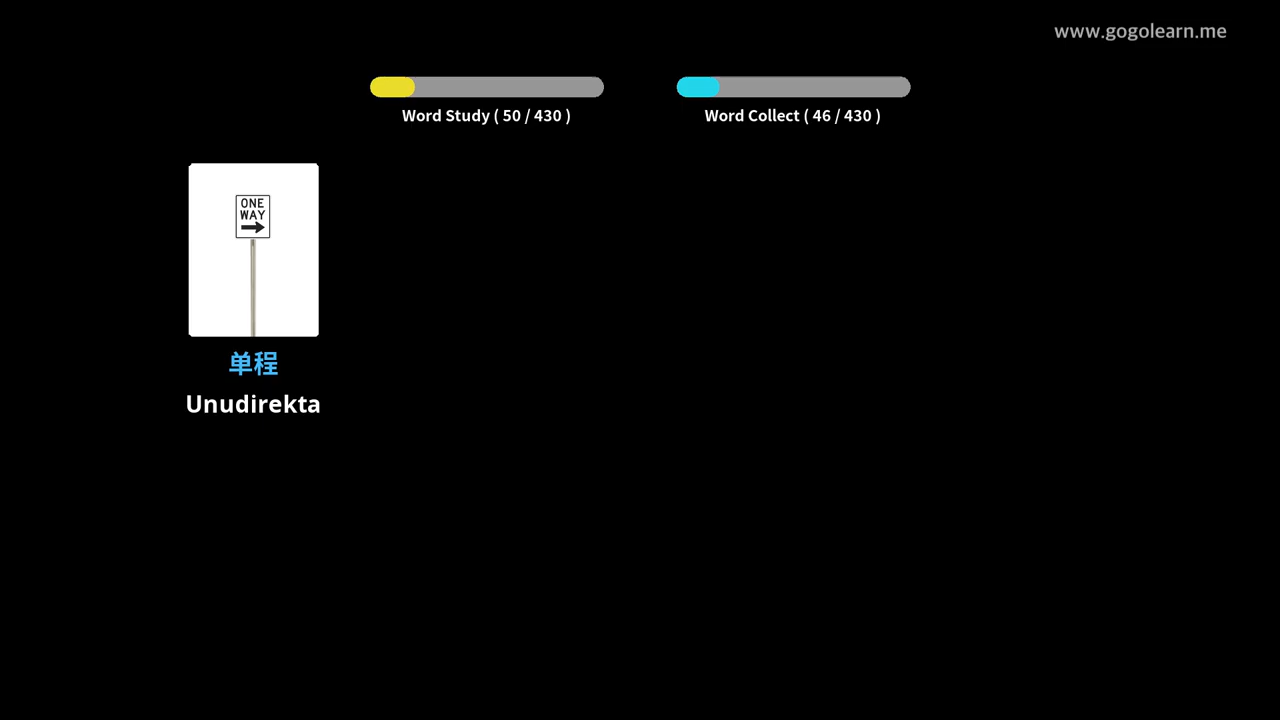 www.gogolearn.me
Word Study ( 50 / 430 )
Word Collect ( 46 / 430 )
ONE
WAY
单程
Unudirekta